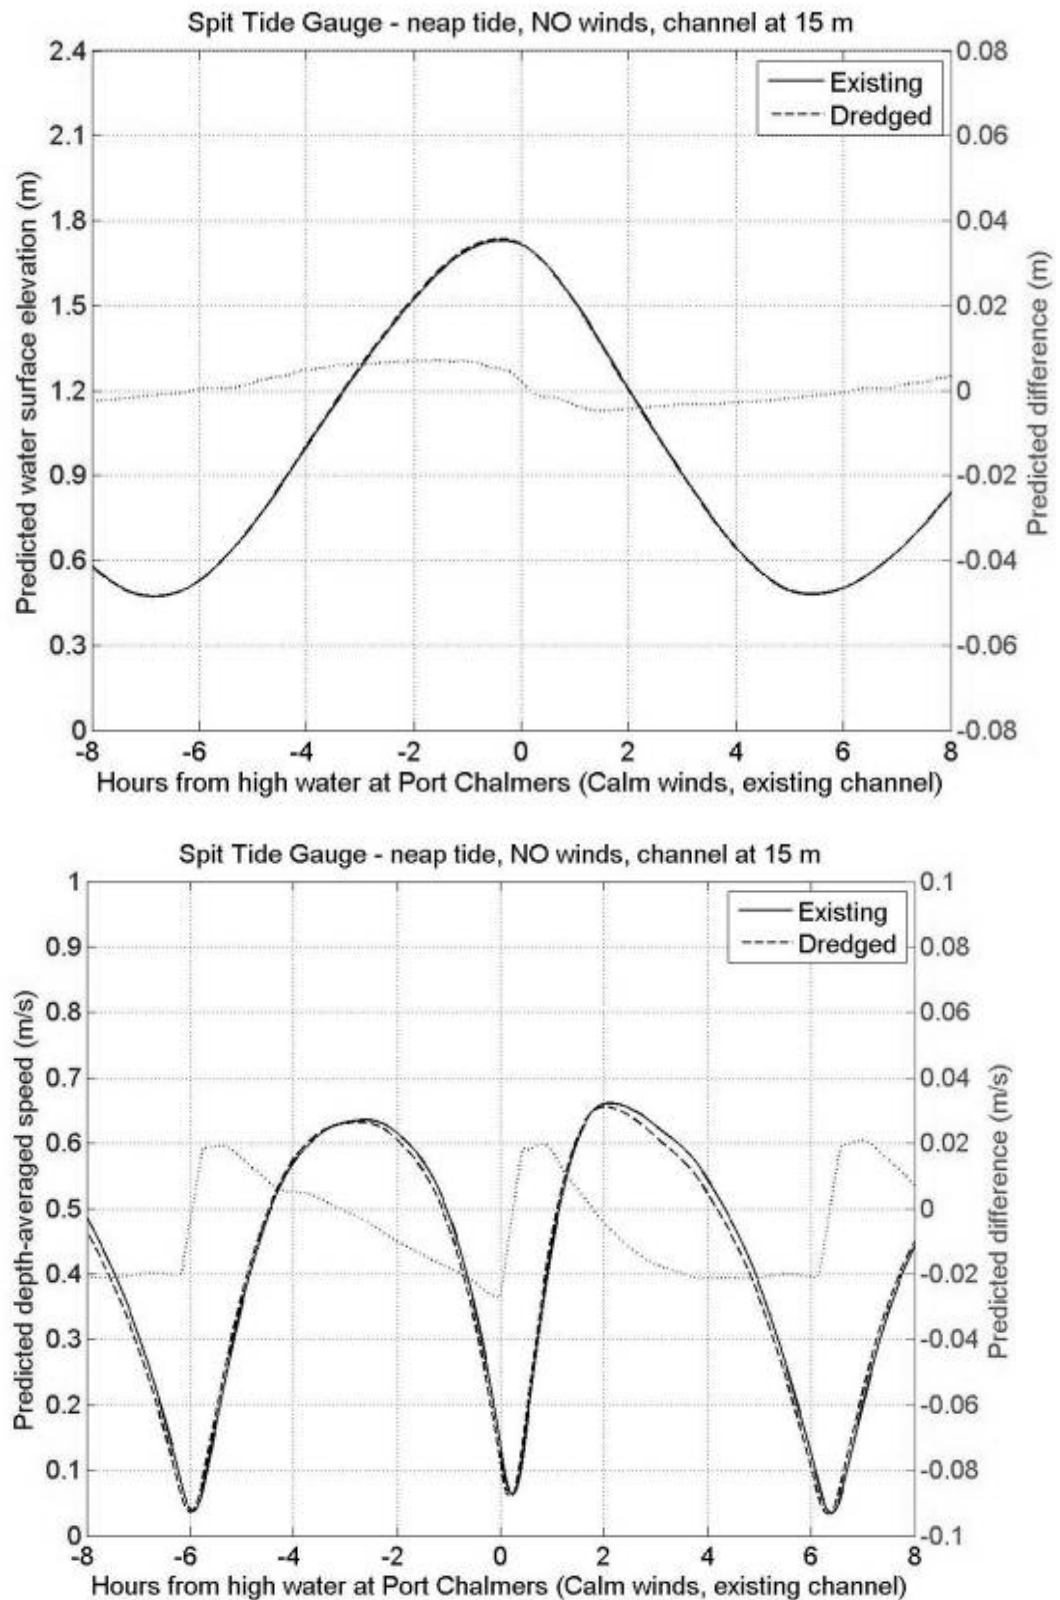 Spit Tide Gauge - neap tide, NO winds, channel at 15 m
2.4
2.1
1.8
1.5
1.2
0.9
0.6
0.3
0
Predicted water surface elevation (m)
0.08
0.06
0.04
0.02
0
-0.02
-0.04
-0.06
-0.08
Predicted difference (m)
Existing
Dredged
-8 -6 -4 -2 0 2 4 6 8
Hours from high water at Port Chalmers (Calm winds, existing channel)
Spit Tide Gauge - neap tide, NO winds, channel at 15 m
1
0.9
0.8
0.7
0.6
0.5
0.4
0.3
0.2
0.1
0
Predicted depth-averaged speed (m/s)
0.1
0.08
0.06
0.04
0.02
0
-0.02
-0.04
-0.06
-0.08
-0.1
Predicted difference (m/s)
Existing
Dredged
-8 -6 -4 -2 0 2 4 6 8
Hours from high water at Port Chalmers (Calm winds, existing channel)